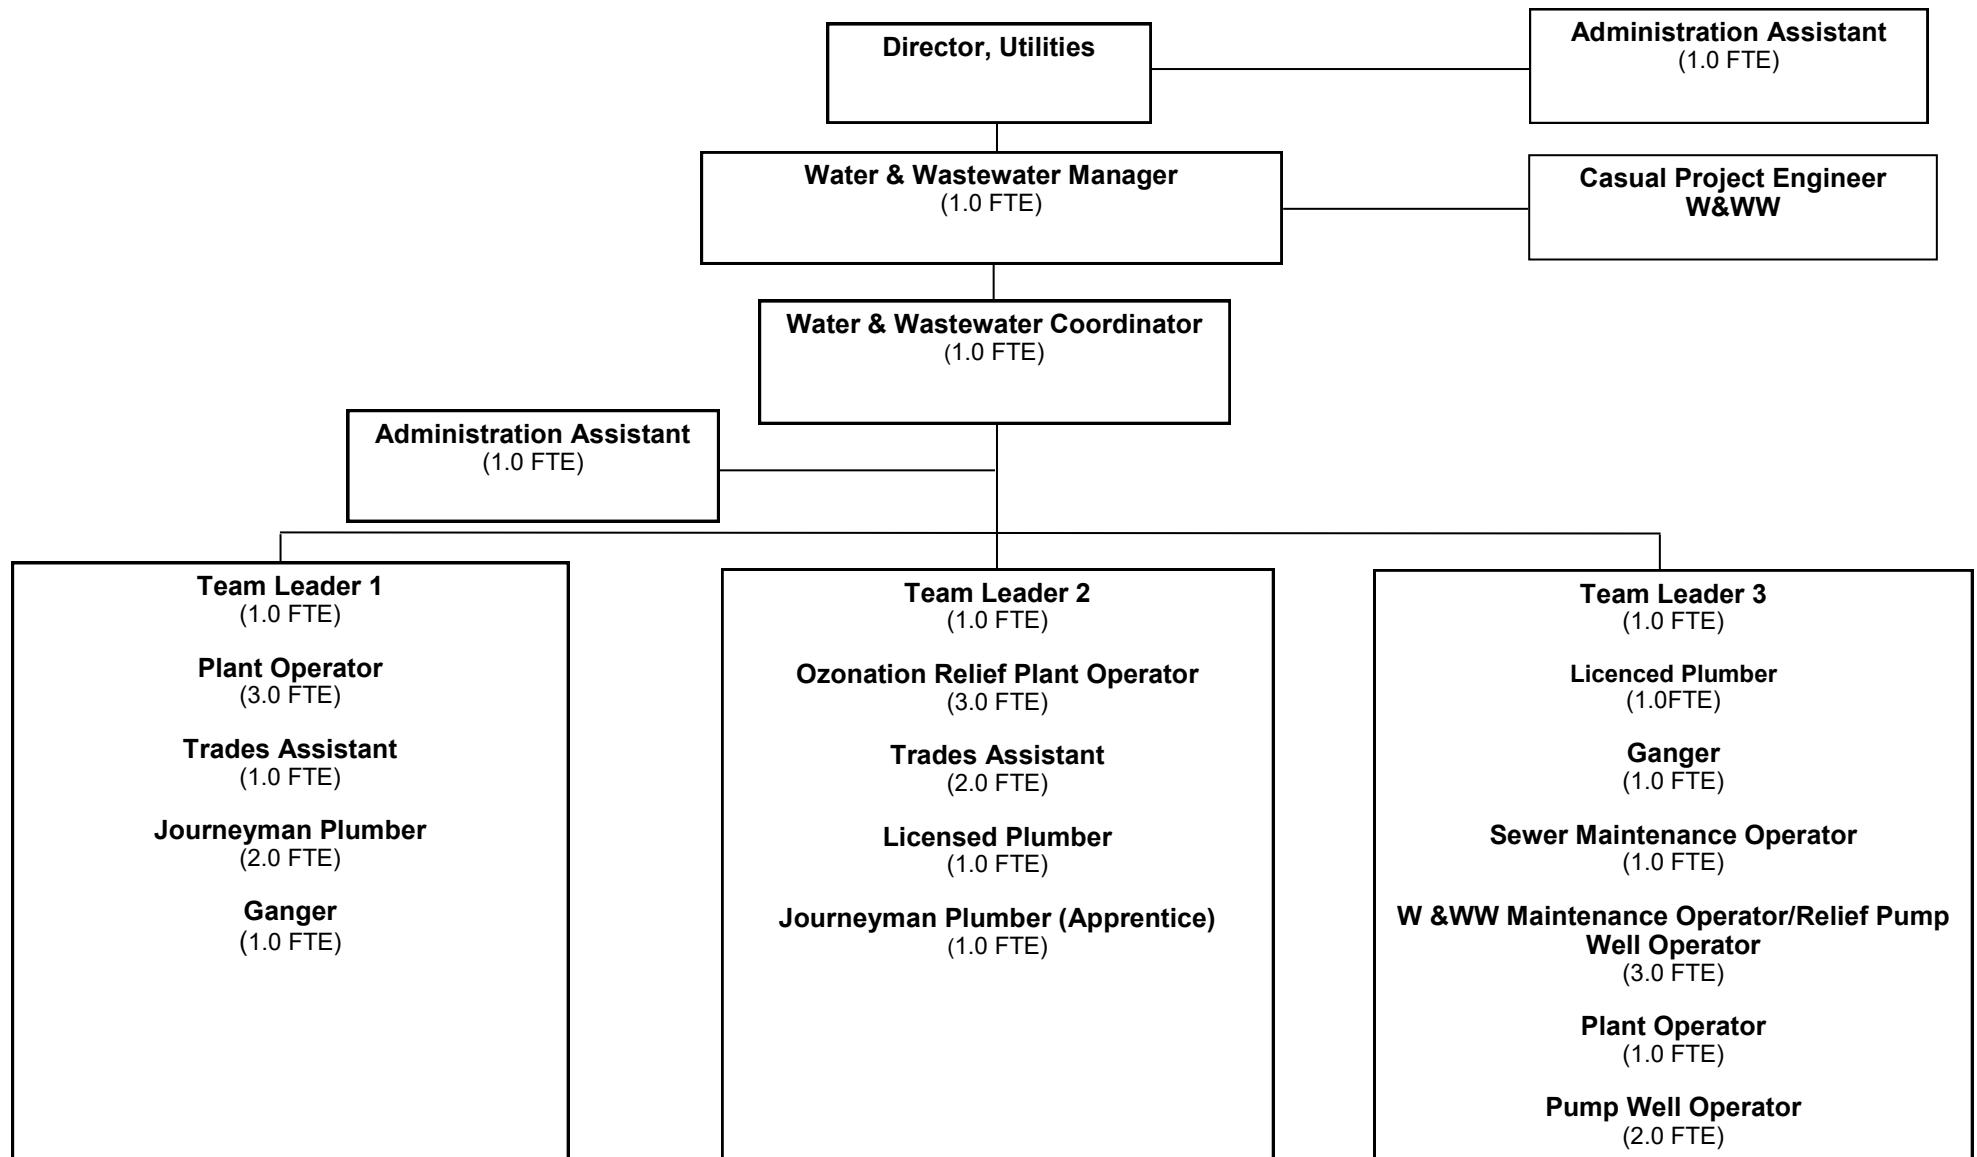 Director, Utilities
Administration Assistant
(1.0 FTE)
Water & Wastewater Manager
(1.0 FTE)
Casual Project Engineer
W&WW
Water & Wastewater Coordinator
(1.0 FTE)
Administration Assistant
(1.0 FTE)
Team Leader 1
(1.0 FTE)
Plant Operator
(3.0 FTE)
Trades Assistant
(1.0 FTE)
Journeyman Plumber
(2.0 FTE)
Ganger
(1.0 FTE)
Team Leader 2
(1.0 FTE)
Ozonation Relief Plant Operator
(3.0 FTE)
Trades Assistant
(2.0 FTE)
Licensed Plumber
(1.0 FTE)
Journeyman Plumber (Apprentice)
(1.0 FTE)
Team Leader 3
(1.0 FTE)
Licenced Plumber
(1.0FTE)
Ganger
(1.0 FTE)
Sewer Maintenance Operator
(1.0 FTE)
W &WW Maintenance Operator/Relief Pump
Well Operator
(3.0 FTE)
Plant Operator
(1.0 FTE)
Pump Well Operator
(2.0 FTE)